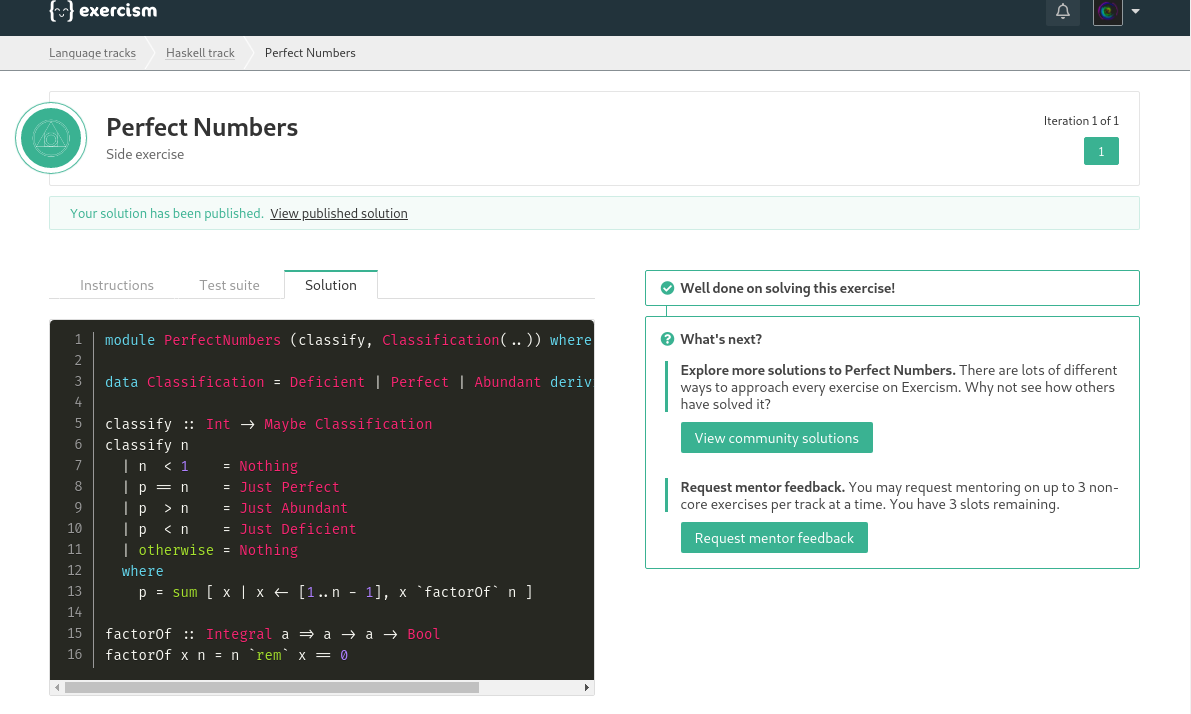 { } exercism
Language tracks
Haskell track
Perfect Numbers
Perfect Numbers
Side exercise
Iteration 1 of 1
1
Your solution has been published. View published solution
Instructions
Test suite
Solution
1 module PerfectNumbers (classify, Classification(..)) where
2
3 data Classification = Deficient | Perfect | Abundant deriv
4
5 classify :: Int -> Maybe Classification
6 classify n
7   | n  < 1    = Nothing
8   | p == n    = Just Perfect
9   | p  > n    = Just Abundant
10   | p  < n    = Just Deficient
11   | otherwise = Nothing
12   where
13     p = sum [ x | x <- [1..n - 1], x `factorOf` n ]
14
15 factorOf :: Integral a => a -> a -> Bool
16 factorOf x n = n `rem` x == 0
Well done on solving this exercise!
What's next?
Explore more solutions to Perfect Numbers. There are lots of different
ways to approach every exercise on Exercism. Why not see how others
have solved it?
View community solutions
Request mentor feedback. You may request mentoring on up to 3 non-
core exercises per track at a time. You have 3 slots remaining.
Request mentor feedback